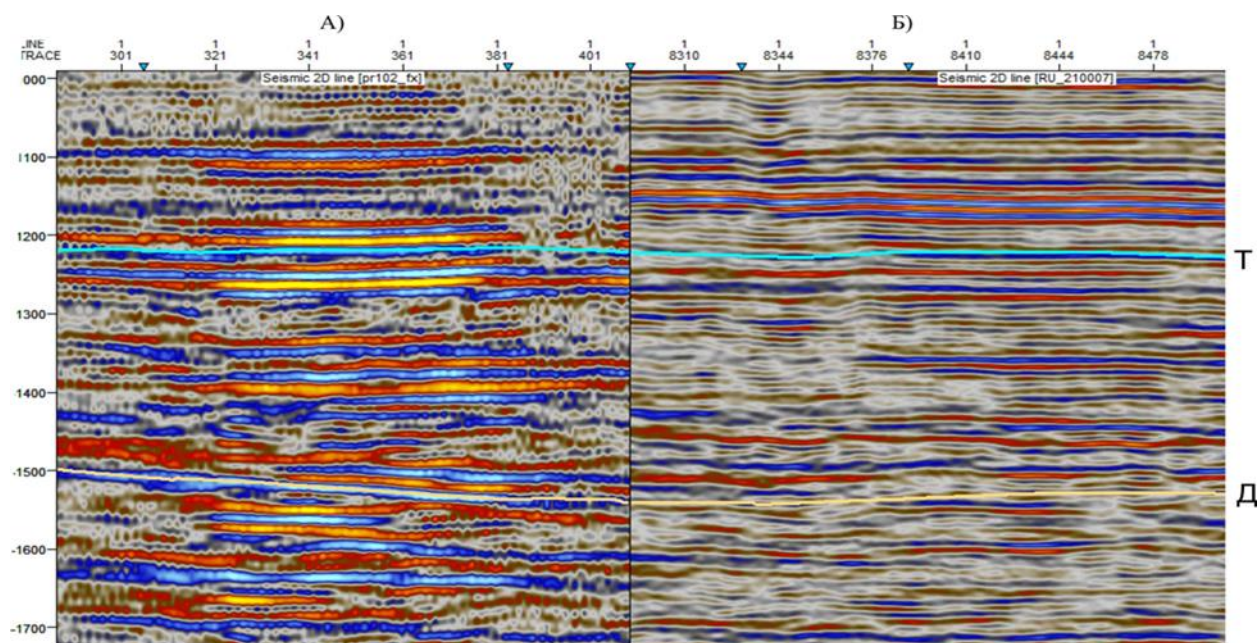 А) Б)
LINE 1 1 1 1 1 1 1 1 1 1 1 1
TRACE 301 321 341 361 381 401 8310 8344 8376 8410 8444 8478
Seismic 2D line [pr102_fx] Seismic 2D line [RU_210007]
000
1100
1200
Т
1300
1400
1500
Д
-1600
-1700